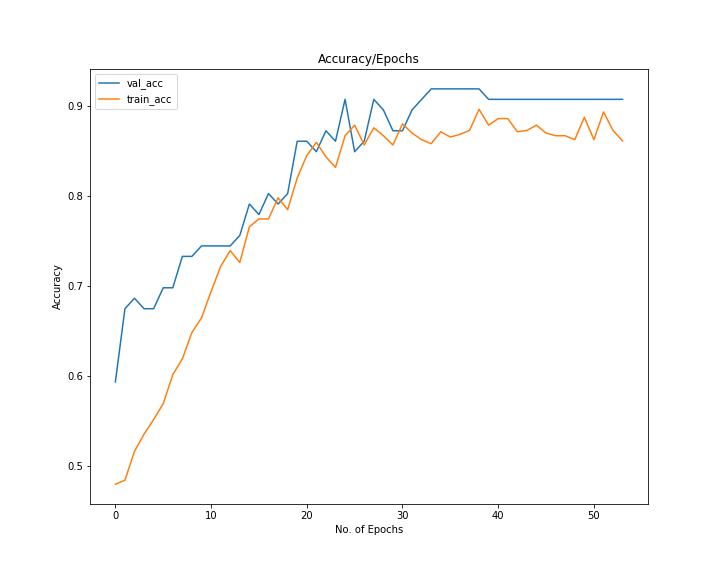 Accuracy/Epochs
val_acc
train_acc
0.9
0.8
0.7
0.6
0.5
Accuracy
0 10 20 30 40 50
No. of Epochs